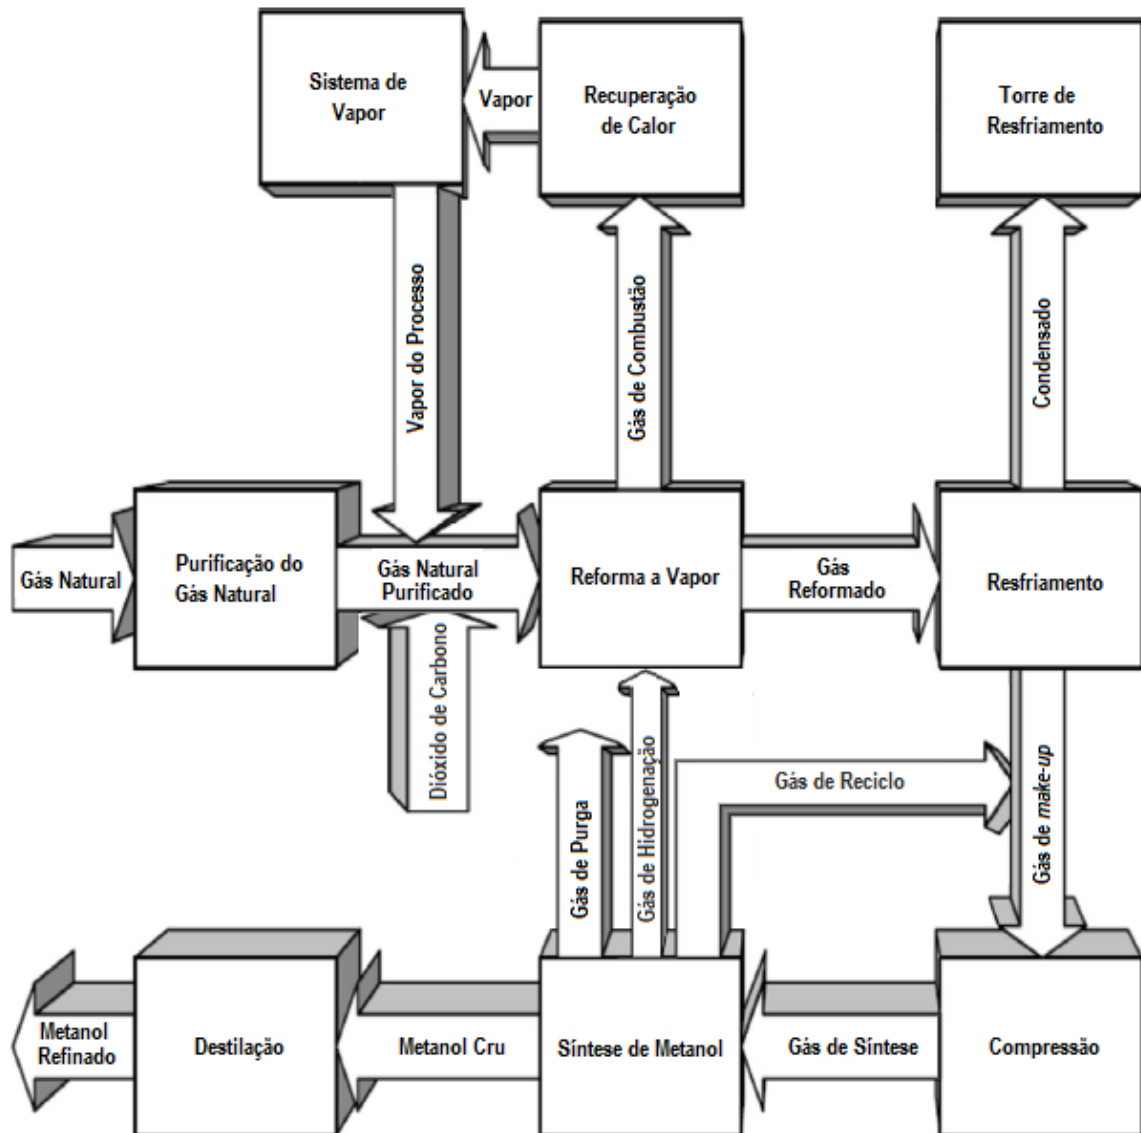 Sistema de
Vapor
Vapor
Recuperação
de Calor
Torre de
Resfriamento
Vapor do Processo
Gás de Combustão
Condensado
Gás Natural
Purificação do
Gás Natural
Gás Natural
Purificado
Reforma a Vapor
Gás
Reformado
Resfriamento
Dióxido de Carbono
Gás de Purga
Gás de Hidrogenação
Gás de Reciclo
Gás de make-up
Metanol
Refinado
Destilação
Metanol Cru
Síntese de Metanol
Gás de Síntese
Compressão